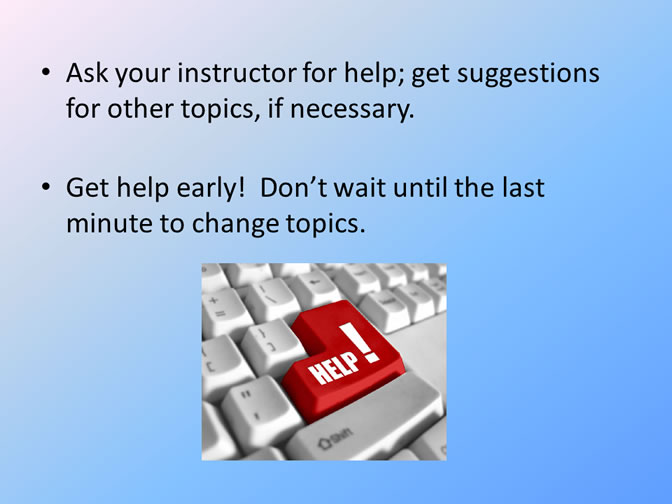 • Ask your instructor for help; get suggestions
for other topics, if necessary.
• Get help early!  Don’t wait until the last
minute to change topics.
+
=
\
}
]
[
"
'
HELP!
Shift